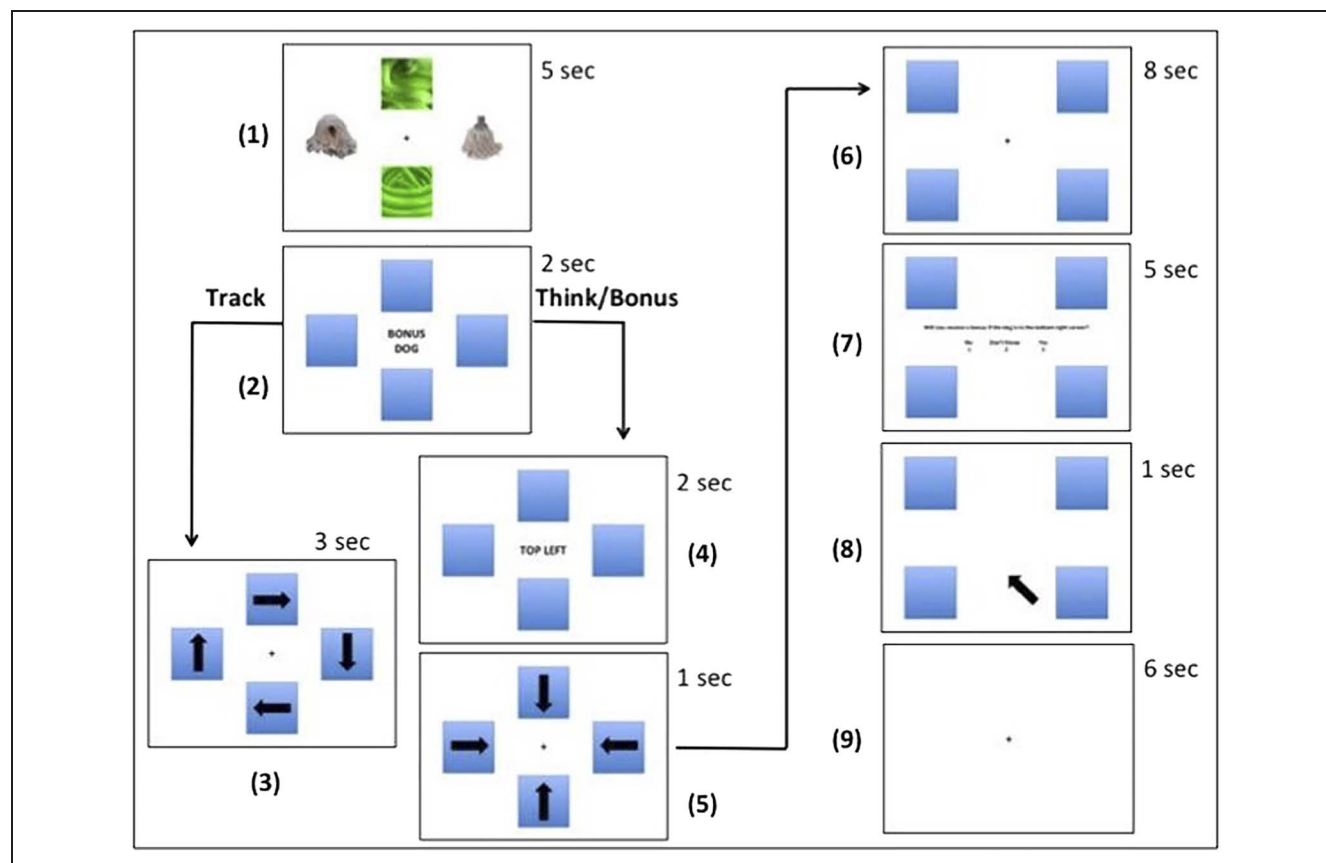 (1)
5 sec
(2)
2 sec
Track
Think/Bonus
BONUS
DOG
(3)
3 sec
(4)
2 sec
TOP LEFT
(5)
1 sec
(6)
8 sec
(7)
5 sec
Will you receive a bonus if the dog is in the bottom right corner?
No Don't Know Yes
(8)
1 sec
(9)
6 sec